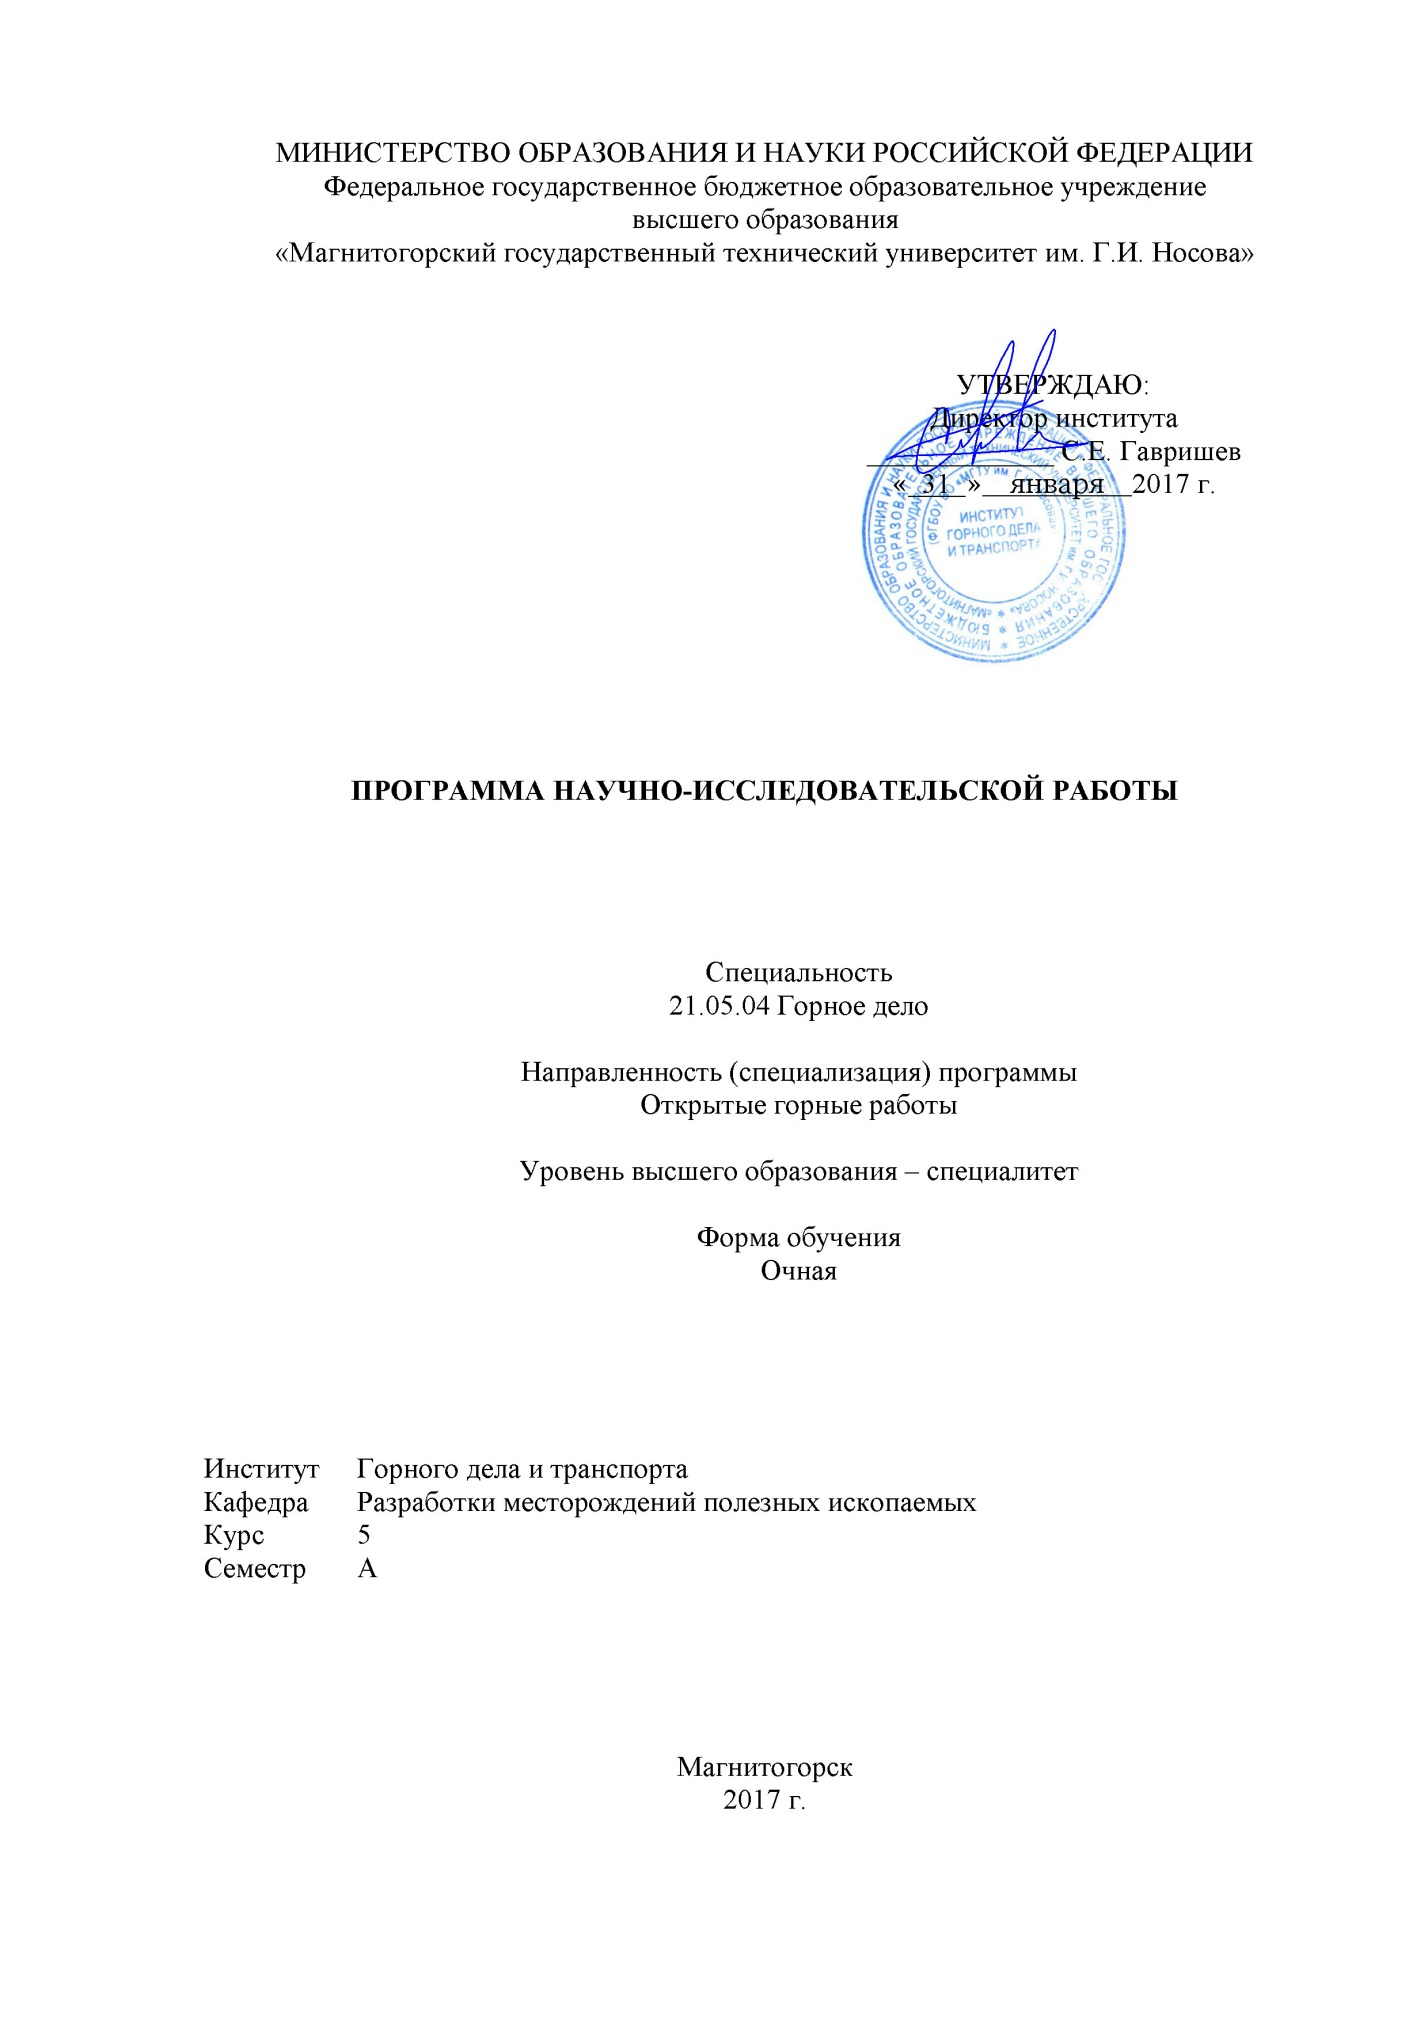 МИНИСТЕРСТВО ОБРАЗОВАНИЯ И НАУКИ РОССИЙСКОЙ ФЕДЕРАЦИИ
Федеральное государственное бюджетное образовательное учреждение
высшего образования
«Магнитогорский государственный технический университет им. Г.И. Носова»
УТВЕРЖДАЮ:
Директор института
С.Е. Гавришев
« 31 » января 2017 г.
ИНСТИТУТ
ГОРНОГО ДЕЛА
И ТРАНСПОРТА
ПРОГРАММА НАУЧНО-ИССЛЕДОВАТЕЛЬСКОЙ РАБОТЫ
Специальность
21.05.04 Горное дело
Направленность (специализация) программы
Открытые горные работы
Уровень высшего образования – специалитет
Форма обучения
Очная
Институт Горного дела и транспорта
Кафедра Разработки месторождений полезных ископаемых
Курс 5
Семестр А
Магнитогорск
2017 г.